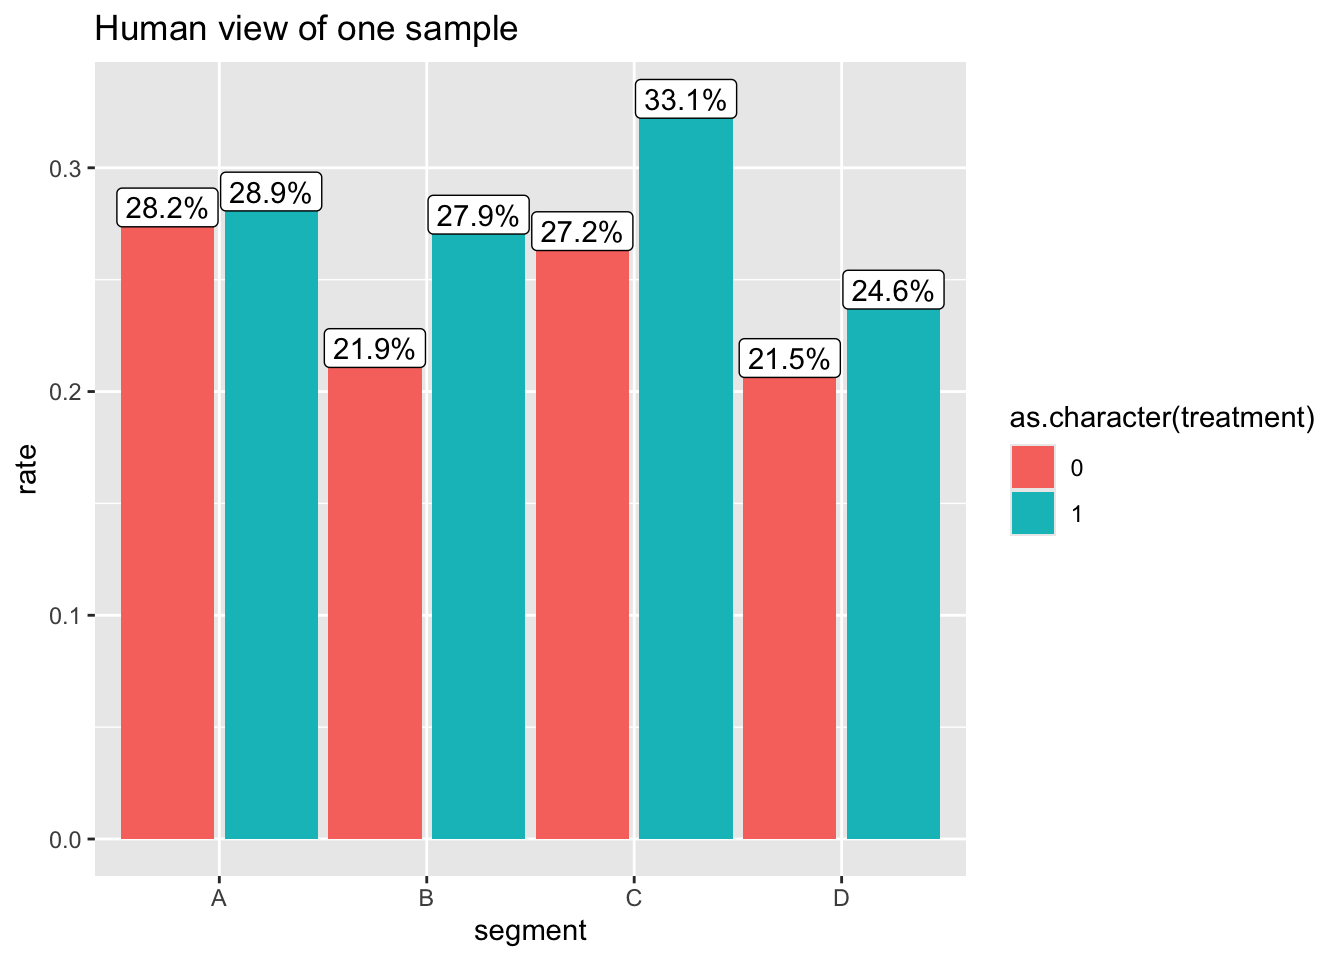 Human view of one sample
33.1%
28.2% 28.9% 27.9% 27.2%
24.6%
21.9% 21.5%
0.3
0.2
0.1
0.0
rate
A B C D
segment
as.character(treatment)
0
1